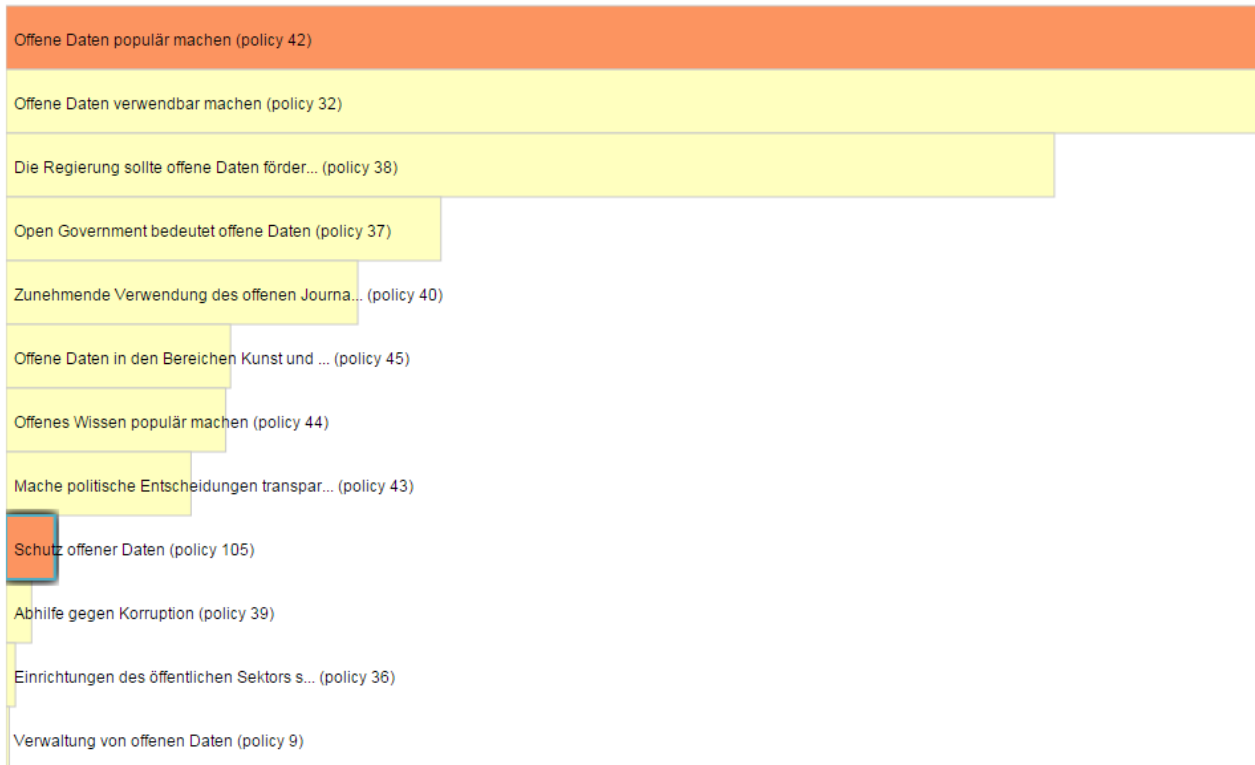 Offene Daten populär machen (policy 42)
Offene Daten verwendbar machen (policy 32)
Die Regierung sollte offene Daten förder... (policy 38)
Open Government bedeutet offene Daten (policy 37)
Zunehmende Verwendung des offenen Journa... (policy 40)
Offene Daten in den Bereichen Kunst und ... (policy 45)
Offenes Wissen populär machen (policy 44)
Mache politische Entscheidungen transpar... (policy 43)
Schutz offener Daten (policy 105)
Abhilfe gegen Korruption (policy 39)
Einrichtungen des öffentlichen Sektors s... (policy 36)
Verwaltung von offenen Daten (policy 9)